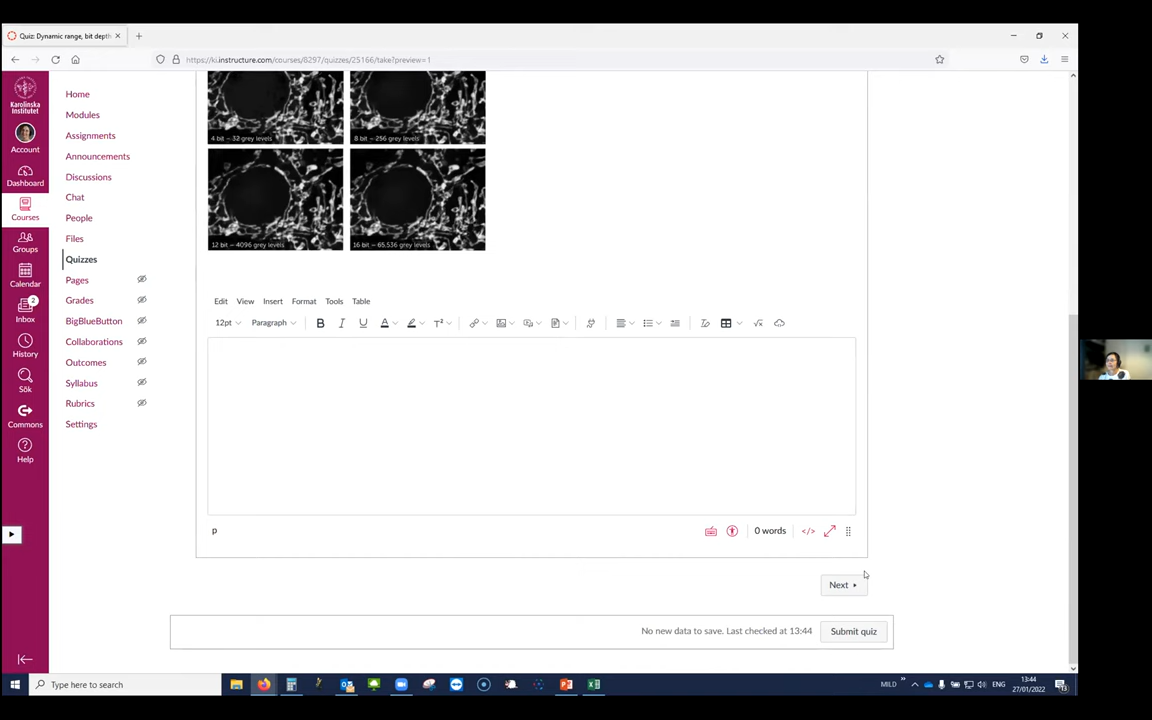 Quiz: Dynamic range, bit depth
https://ki.instructure.com/courses/8297/quizzes/25166/take?preview=1
Karolinska
Institutet
Account
Dashboard
Courses
Groups
Calendar
2
Inbox
History
Sök
Commons
Help
Home
Modules
Assignments
Announcements
Discussions
Chat
People
Files
Quizzes
Pages
Grades
BigBlueButton
Collaborations
Outcomes
Syllabus
Rubrics
Settings
4 bit – 32 grey levels
8 bit – 256 grey levels
12 bit – 4096 grey levels
16 bit – 65,536 grey levels
Edit View Insert Format Tools Table
12pt Paragraph B I U A T²
p
0 words </>
Next
No new data to save. Last checked at 13:44
Submit quiz
Type here to search
MILD
ENG
13:44
27/01/2022
13